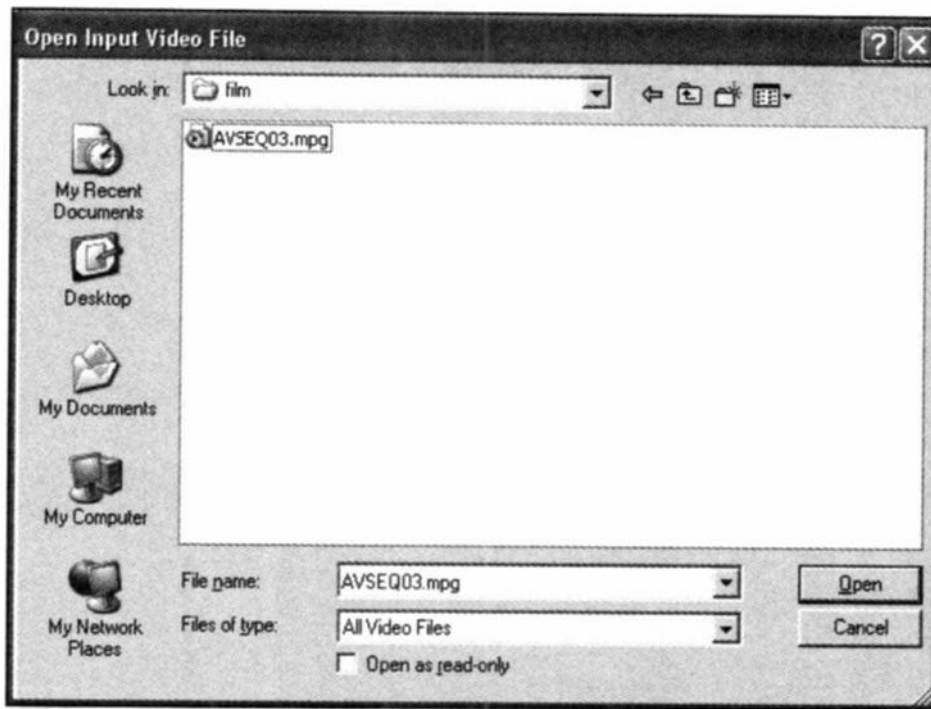 Open Input Video File
Look in: film
AVSEQ03.mpg
My Recent
Documents
Desktop
My Documents
My Computer
My Network
Places
File name: AVSEQ03.mpg Open
Files of type: All Video Files Cancel
Open as read-only